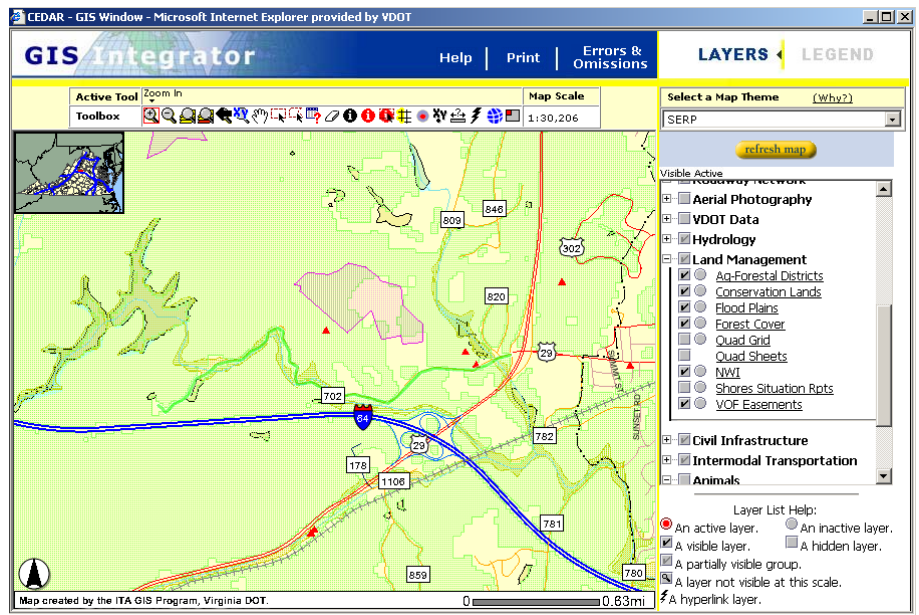 CEDAR - GIS Window - Microsoft Internet Explorer provided by VDOT
GIS Integrator
Help
Print
Errors & Omissions
LAYERS
LEGEND
Active Tool
Zoom In
Map Scale
Toolbox
1:30,206
Select a Map Theme
(Why?)
SERP
refresh map
Visible Active
Roadway Network
Aerial Photography
VDOT Data
Hydrology
Land Management
Ag-Forestal Districts
Conservation Lands
Flood Plains
Forest Cover
Quad Grid
Quad Sheets
NWI
Shores Situation Rpts
VOF Easements
Civil Infrastructure
Intermodal Transportation
Animals
Layer List Help:
An active layer.
An inactive layer.
A visible layer.
A hidden layer.
A partially visible group.
A layer not visible at this scale.
A hyperlink layer.
809
846
302
820
29
SUMMIT ST
702
64
SUNSET RD
29
782
178
1106
781
859
780
Map created by the ITA GIS Program, Virginia DOT.
0
0.63mi